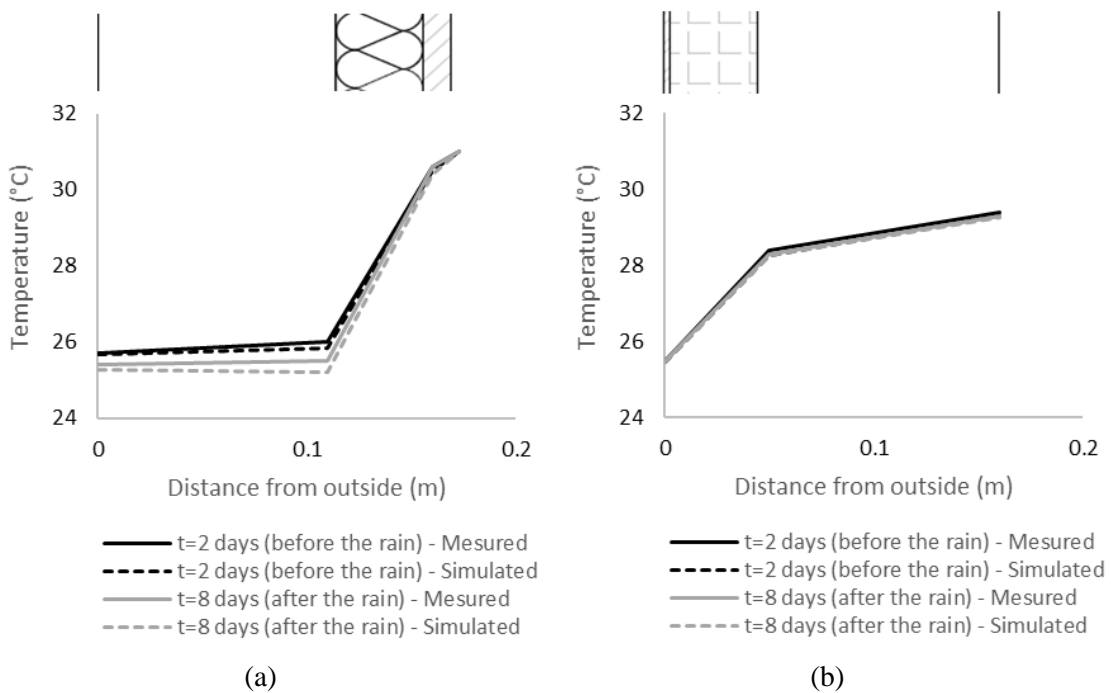 32
30
28
26
24
Temperature (°C)
0
0.1
0.2
Distance from outside (m)
t=2 days (before the rain) - Mesured
t=2 days (before the rain) - Simulated
t=8 days (after the rain) - Mesured
t=8 days (after the rain) - Simulated
(a)
32
30
28
26
24
Temperature (°C)
0
0.1
0.2
Distance from outside (m)
t=2 days (before the rain) - Mesured
t=2 days (before the rain) - Simulated
t=8 days (after the rain) - Mesured
t=8 days (after the rain) - Simulated
(b)